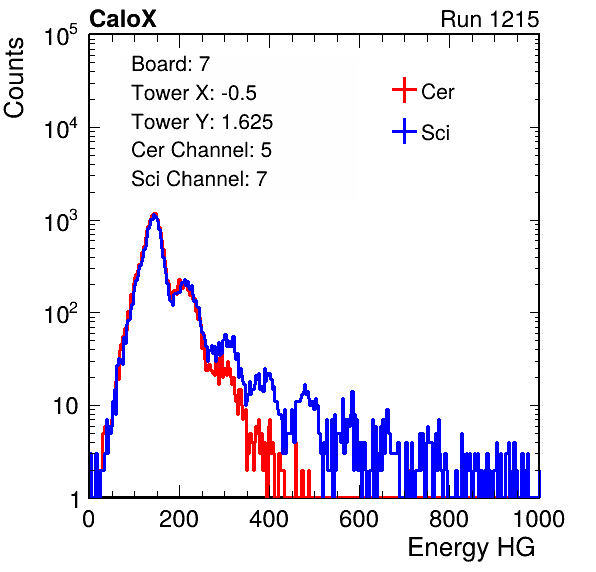 CaloX Run 1215
Counts
Board: 7
Tower X: -0.5
Tower Y: 1.625
Cer Channel: 5
Sci Channel: 7
Cer
Sci
10^5
10^4
10^3
10^2
10
1
0 200 400 600 800 1000
Energy HG